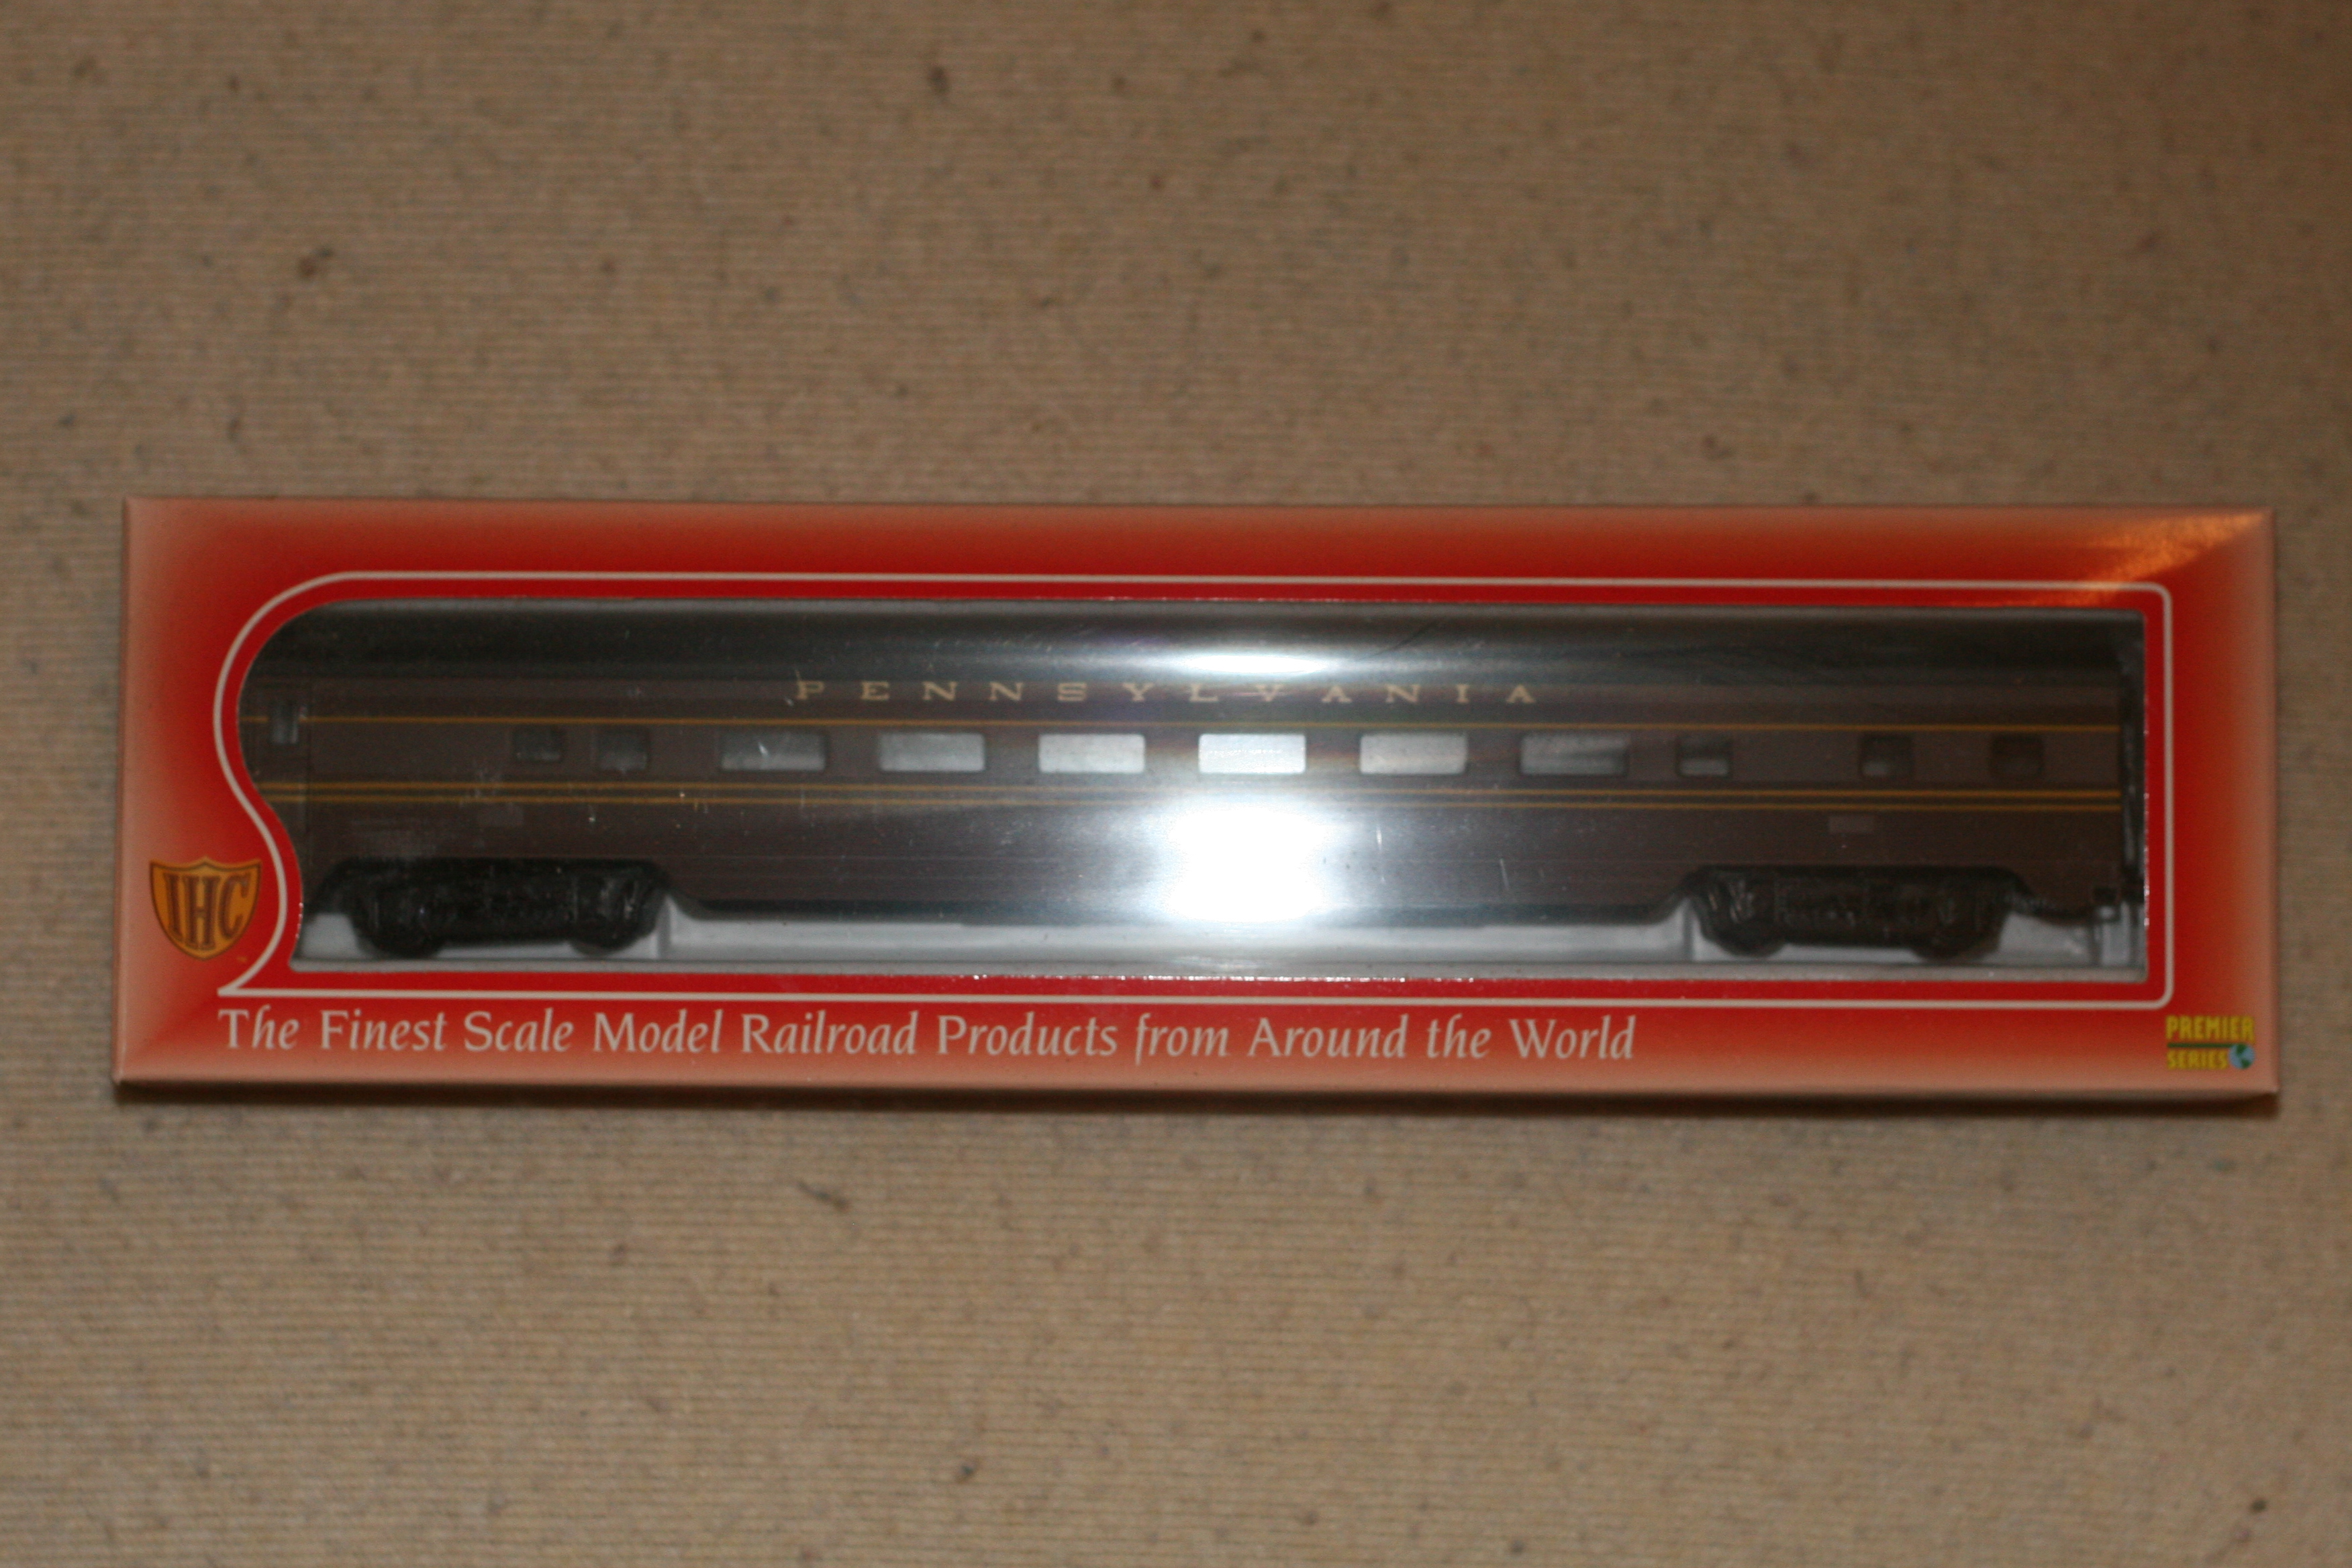 PENNSYLVANIA
IHC
The Finest Scale Model Railroad Products from Around the World
PREMIER
SERIES